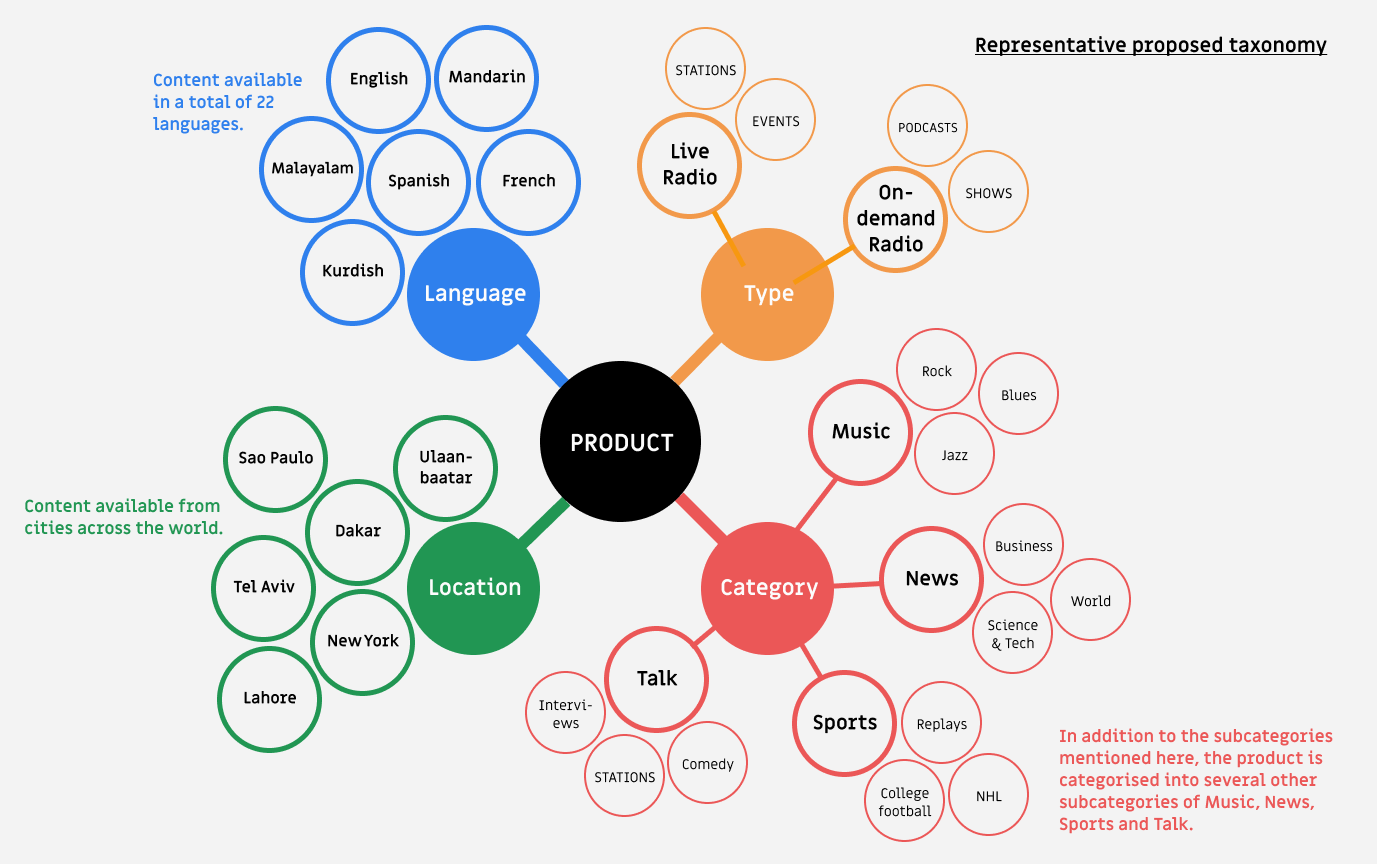 Representative proposed taxonomy
Content available
in a total of 22
languages.
English
Mandarin
Malayalam
Spanish
French
Kurdish
Language
STATIONS
EVENTS
Live
Radio
PODCASTS
SHOWS
On-
demand
Radio
Type
PRODUCT
Content available from
cities across the world.
Sao Paulo
Ulaan-
baatar
Dakar
Tel Aviv
New York
Lahore
Location
Category
Music
Rock
Blues
Jazz
News
Business
World
Science
& Tech
Talk
Intervi-
ews
STATIONS
Comedy
Sports
Replays
College
football
NHL
In addition to the subcategories
mentioned here, the product is
categorised into several other
subcategories of Music, News,
Sports and Talk.